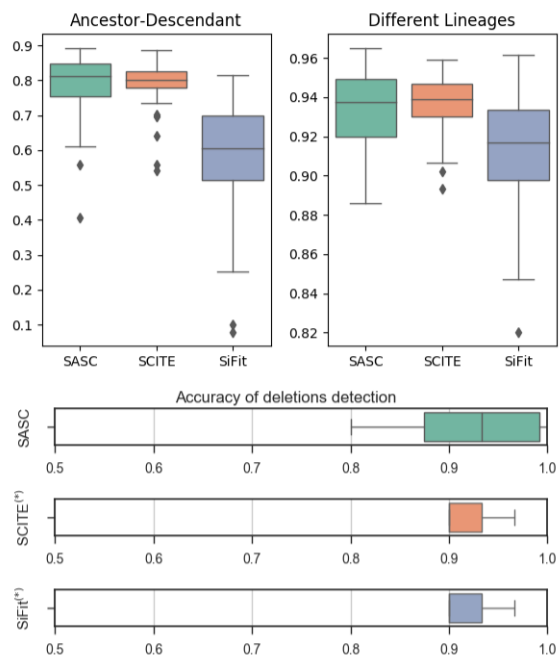 Ancestor-Descendant
Different Lineages
0.9
0.8
0.7
0.6
0.5
0.4
0.3
0.2
0.1
SASC SCITE SiFit
0.96
0.94
0.92
0.90
0.88
0.86
0.84
0.82
SASC SCITE SiFit
Accuracy of deletions detection
SASC
0.5 0.6 0.7 0.8 0.9 1.0
SCITE(*)
0.5 0.6 0.7 0.8 0.9 1.0
SiFit(*)
0.5 0.6 0.7 0.8 0.9 1.0